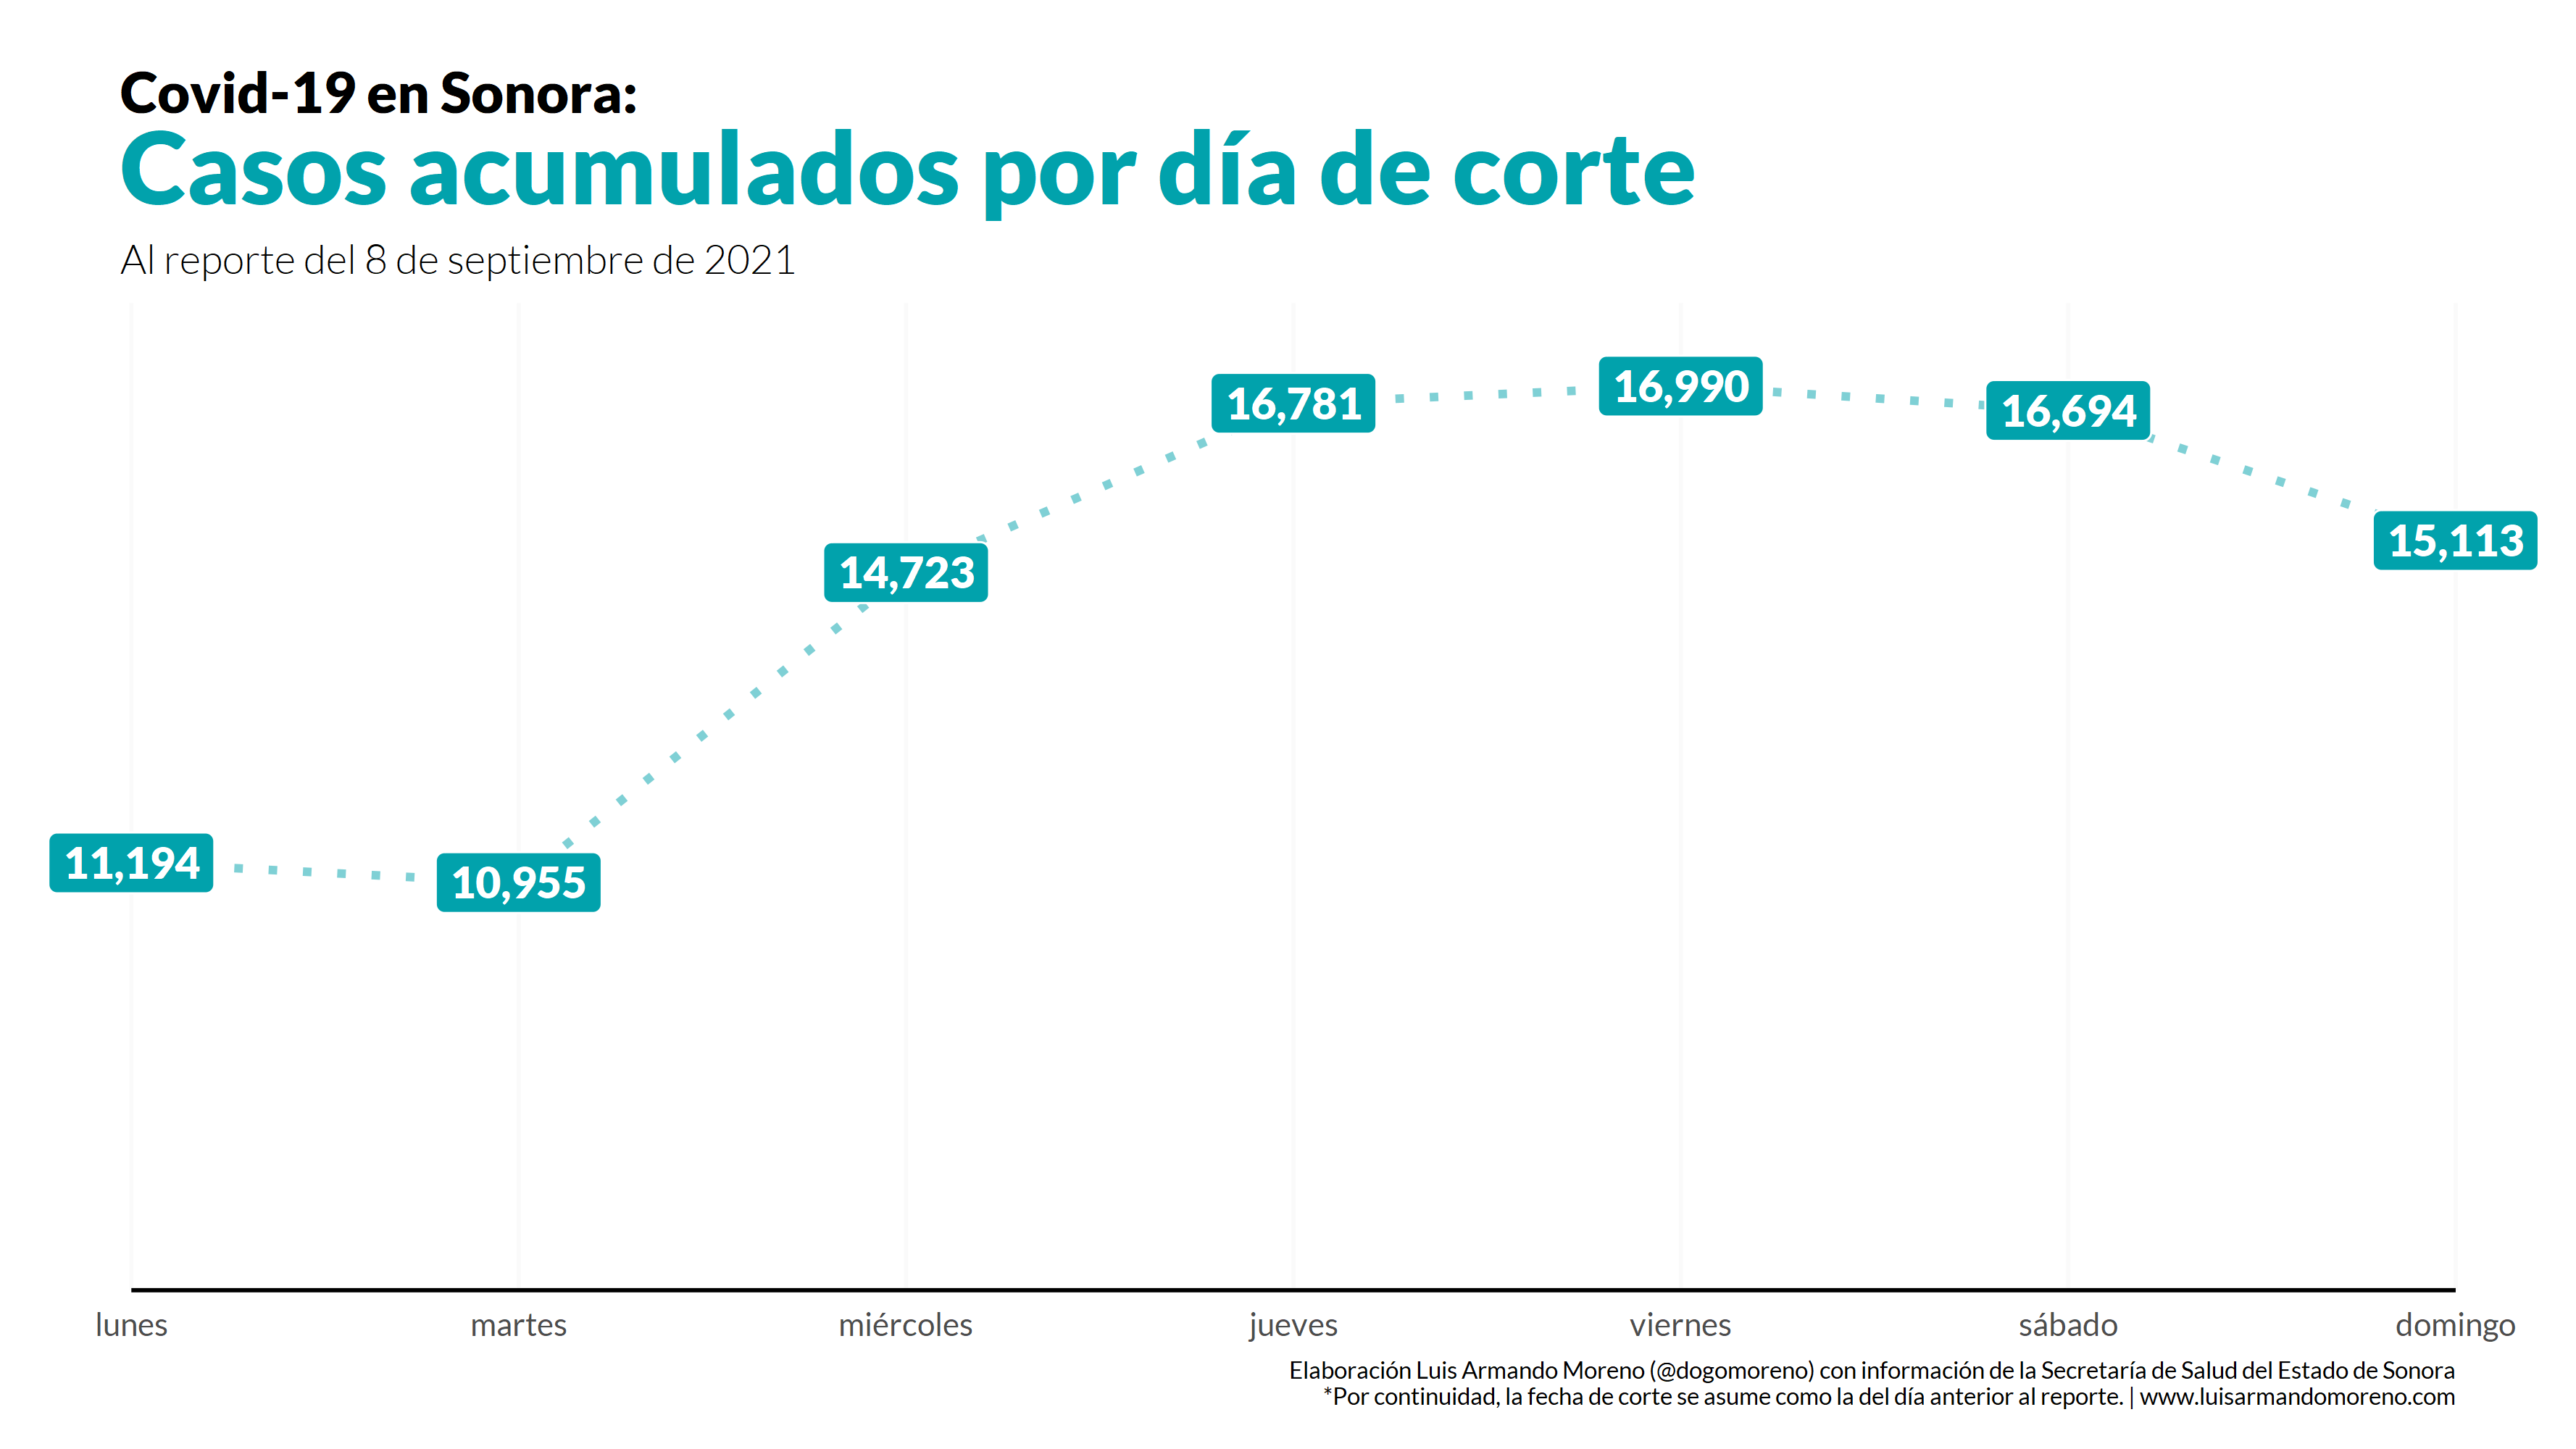 Covid-19 en Sonora:
Casos acumulados por día de corte
Al reporte del 8 de septiembre de 2021
16,990
16,781
16,694
15,113
14,723
11,194
10,955
lunes martes miércoles jueves viernes sábado domingo
Elaboración Luis Armando Moreno (@dogomoreno) con información de la Secretaría de Salud del Estado de Sonora
*Por continuidad, la fecha de corte se asume como la del día anterior al reporte. | www.luisarmandomoreno.com